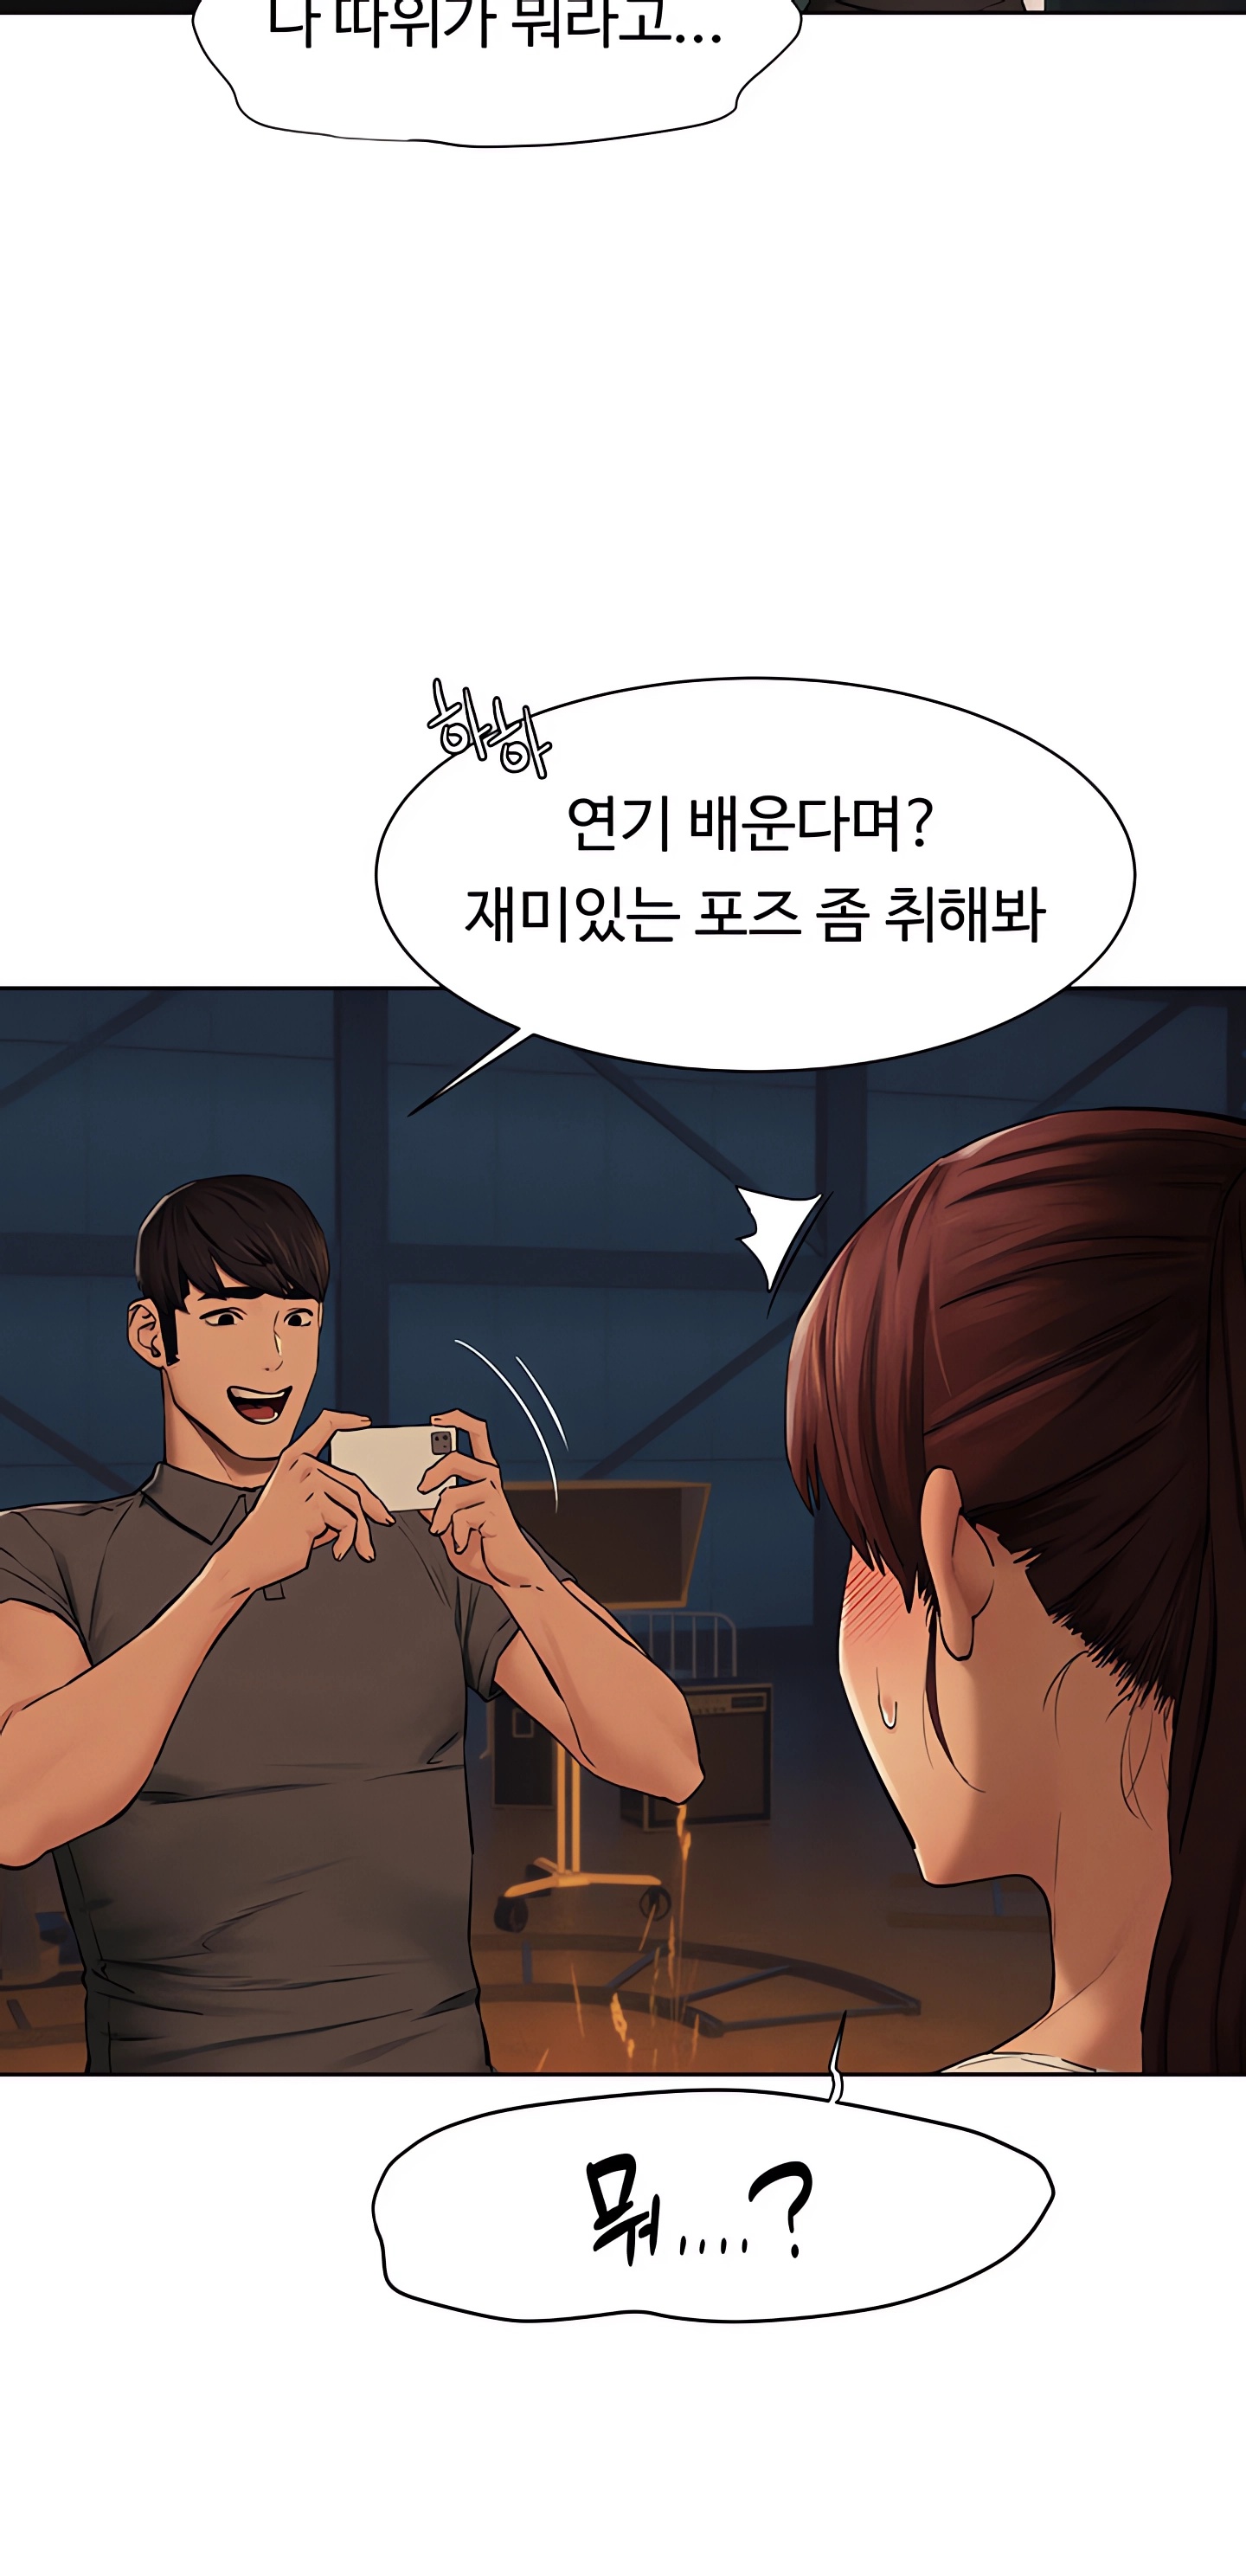 나 따위가 뭐라고...
하하
연기 배운다며?
재미있는 포즈 좀 취해봐
뭐....?